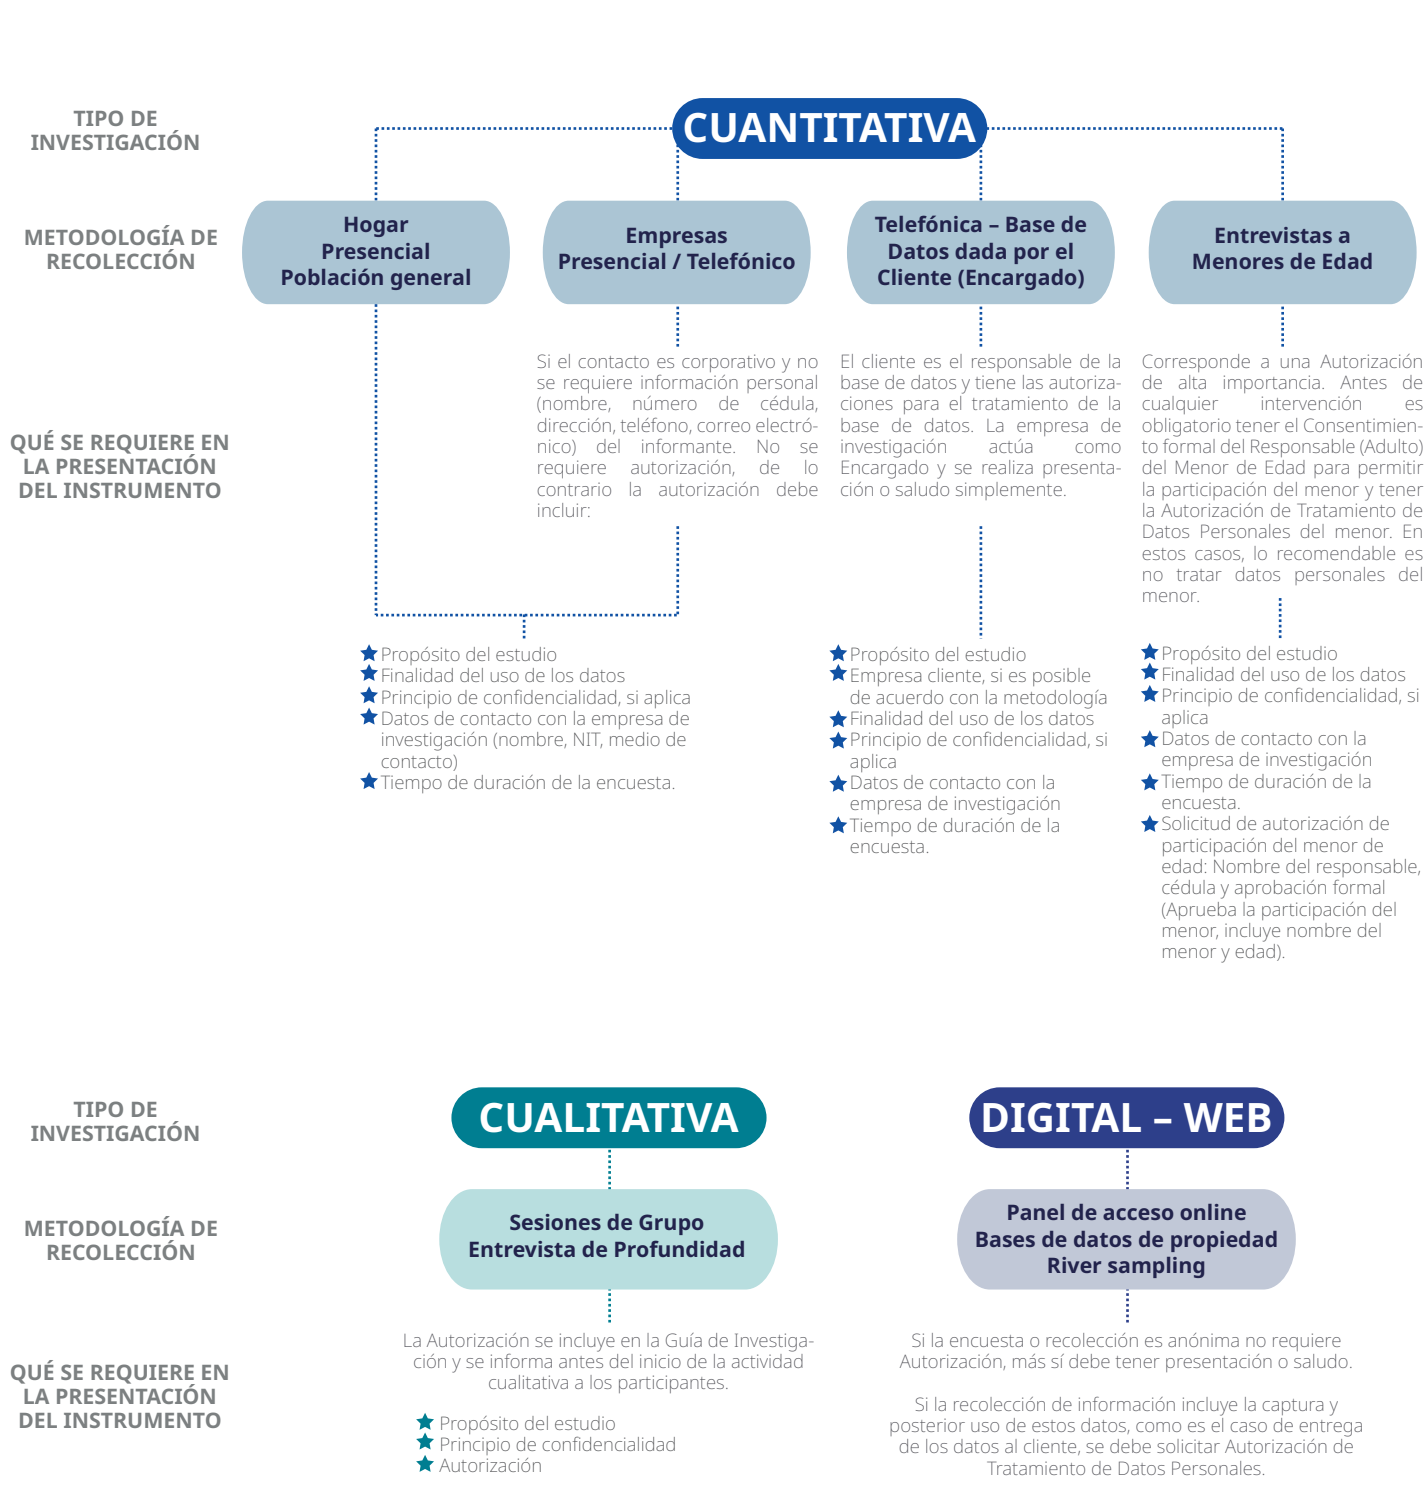 TIPO DE
INVESTIGACIÓN
CUANTITATIVA
METODOLOGÍA DE
RECOLECCIÓN
Hogar
Presencial
Población general
Empresas
Presencial / Telefónico
Telefónica – Base de
Datos dada por el
Cliente (Encargado)
Entrevistas a
Menores de Edad
QUÉ SE REQUIERE EN
LA PRESENTACIÓN
DEL INSTRUMENTO
Si el contacto es corporativo y no
se requiere información personal
(nombre, número de cédula,
dirección, teléfono, correo electró-
nico) del informante. No se
requiere autorización, de lo
contrario la autorización debe
incluir:
El cliente es el responsable de la
base de datos y tiene las autoriza-
ciones para el tratamiento de la
base de datos. La empresa de
investigación actúa como
Encargado y se realiza presenta-
ción o saludo simplemente.
Corresponde a una Autorización
de alta importancia. Antes de
cualquier intervención es
obligatorio tener el Consentimien-
to formal del Responsable (Adulto)
del Menor de Edad para permitir
la participación del menor y tener
la Autorización de Tratamiento de
Datos Personales del menor. En
estos casos, lo recomendable es
no tratar datos personales del
menor.
Propósito del estudio
Finalidad del uso de los datos
Principio de confidencialidad, si aplica
Datos de contacto con la empresa de
investigación (nombre, NIT, medio de
contacto)
Tiempo de duración de la encuesta.
Propósito del estudio
Empresa cliente, si es posible
de acuerdo con la metodología
Finalidad del uso de los datos
Principio de confidencialidad, si
aplica
Datos de contacto con la
empresa de investigación
Tiempo de duración de la
encuesta.
Propósito del estudio
Finalidad del uso de los datos
Principio de confidencialidad, si
aplica
Datos de contacto con la
empresa de investigación
Tiempo de duración de la
encuesta.
Solicitud de autorización de
participación del menor de
edad: Nombre del responsable,
cédula y aprobación formal
(Aprueba la participación del
menor, incluye nombre del
menor y edad).
TIPO DE
INVESTIGACIÓN
CUALITATIVA
DIGITAL – WEB
METODOLOGÍA DE
RECOLECCIÓN
Sesiones de Grupo
Entrevista de Profundidad
Panel de acceso online
Bases de datos de propiedad
River sampling
QUÉ SE REQUIERE EN
LA PRESENTACIÓN
DEL INSTRUMENTO
La Autorización se incluye en la Guía de Investiga-
ción y se informa antes del inicio de la actividad
cualitativa a los participantes.
Propósito del estudio
Principio de confidencialidad
Autorización
Si la encuesta o recolección es anónima no requiere
Autorización, más sí debe tener presentación o saludo.
Si la recolección de información incluye la captura y
posterior uso de estos datos, como es el caso de entrega
de los datos al cliente, se debe solicitar Autorización de
Tratamiento de Datos Personales.